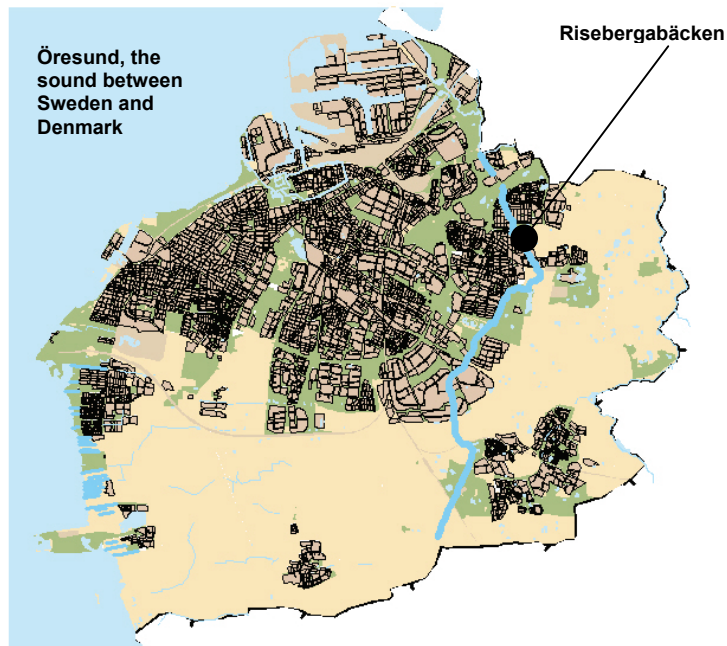 Öresund, the
sound between
Sweden and
Denmark
Risebergabäcken